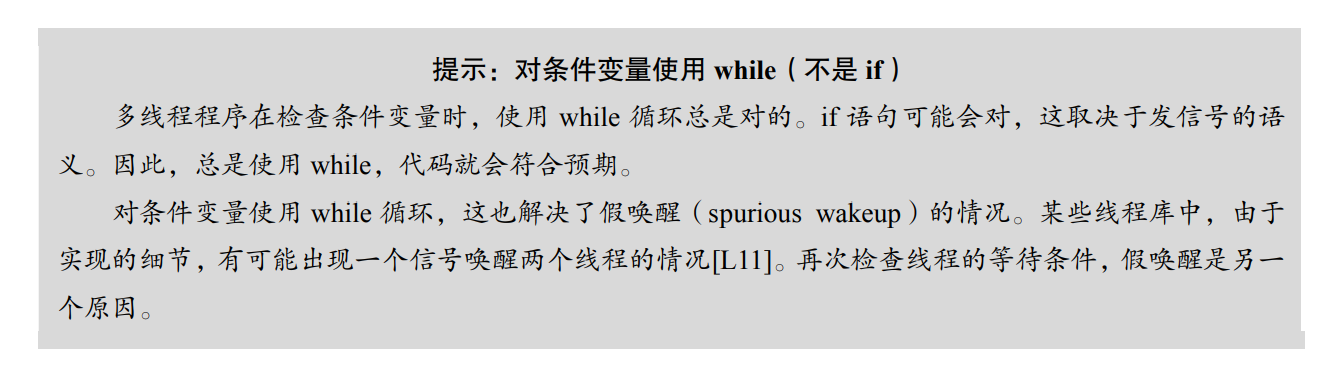 提示：对条件变量使用 while（不是 if）
多线程程序在检查条件变量时，使用 while 循环总是对的。if 语句可能会对，这取决于发信号的语
义。因此，总是使用 while，代码就会符合预期。
对条件变量使用 while 循环，这也解决了假唤醒（spurious wakeup）的情况。某些线程库中，由于
实现的细节，有可能出现一个信号唤醒两个线程的情况[L11]。再次检查线程的等待条件，假唤醒是另一
个原因。